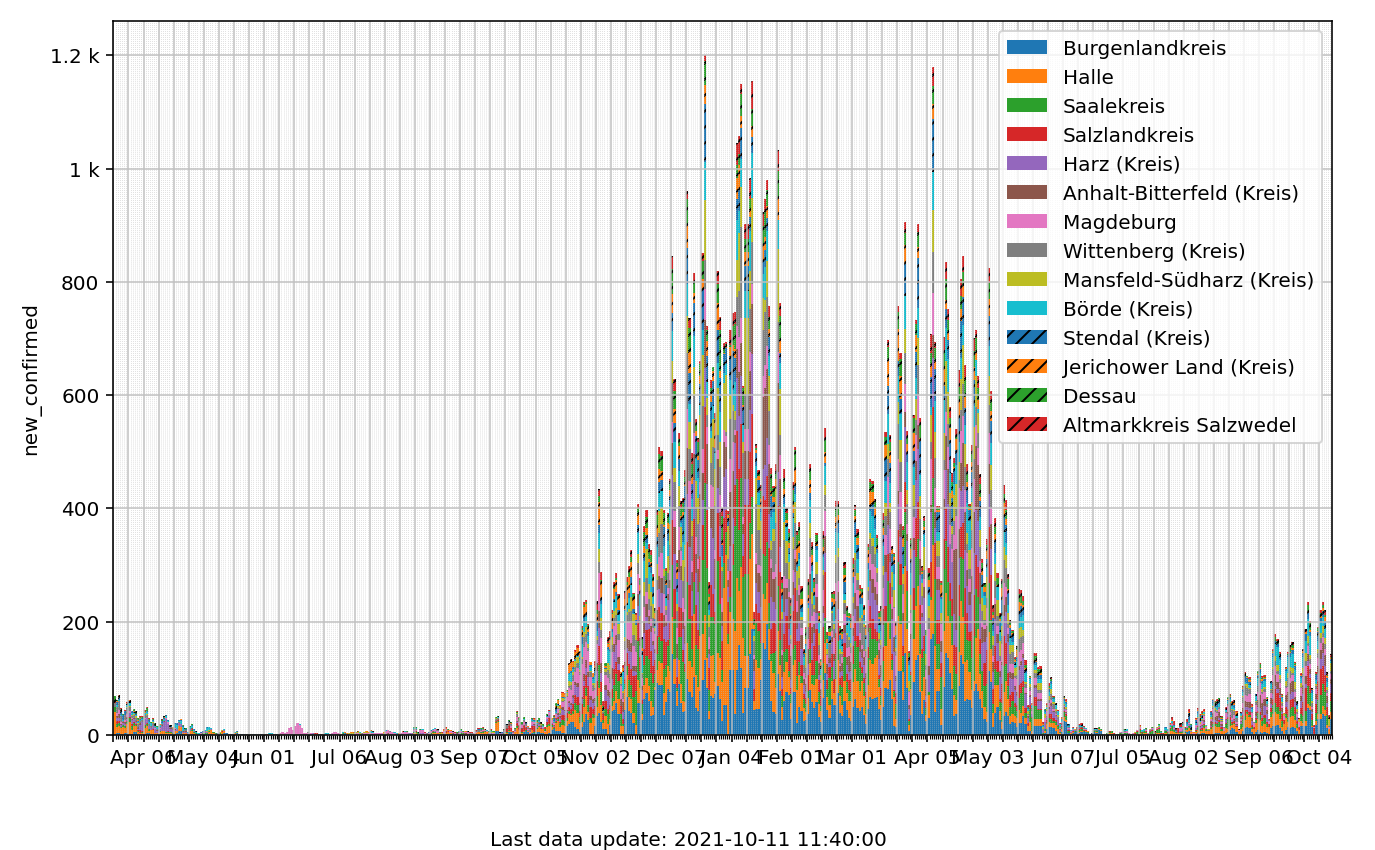 1.2 k
1 k
800
600
400
200
0
new_confirmed
Burgenlandkreis
Halle
Saalekreis
Salzlandkreis
Harz (Kreis)
Anhalt-Bitterfeld (Kreis)
Magdeburg
Wittenberg (Kreis)
Mansfeld-Südharz (Kreis)
Börde (Kreis)
Stendal (Kreis)
Jerichower Land (Kreis)
Dessau
Altmarkkreis Salzwedel
Apr 06 May 04 Jun 01 Jul 06 Aug 03 Sep 07 Oct 05 Nov 02 Dec 07 Jan 04 Feb 01 Mar 01 Apr 05 May 03 Jun 07 Jul 05 Aug 02 Sep 06 Oct 04
Last data update: 2021-10-11 11:40:00